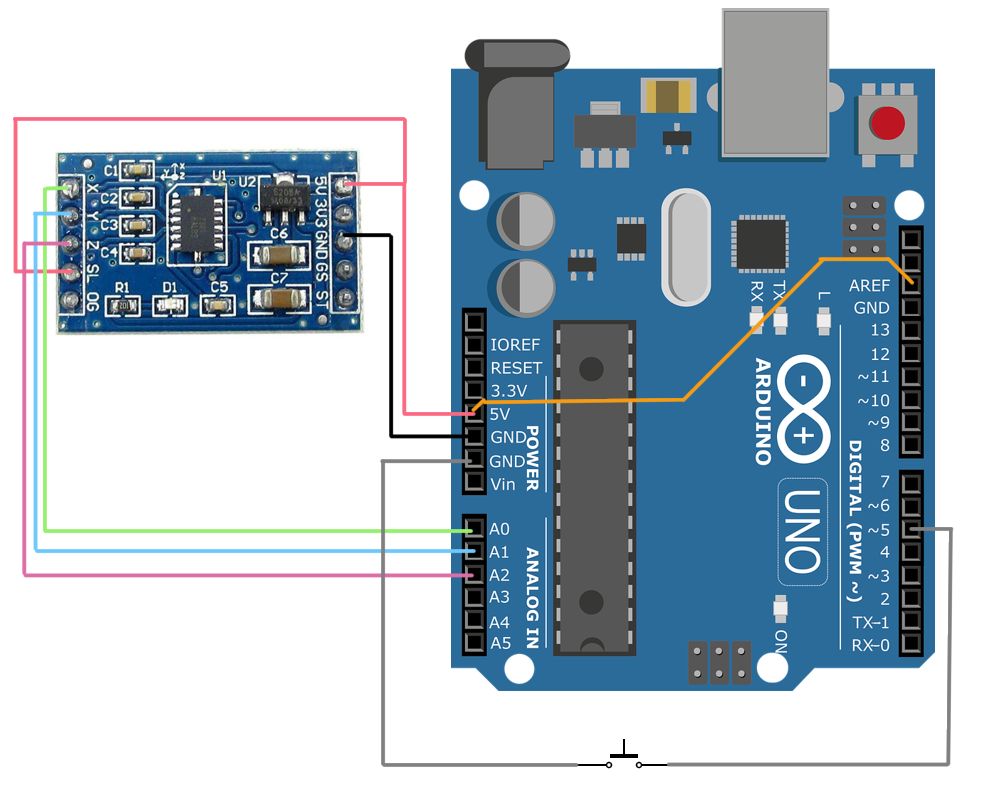 C1
U1
U2
C2
C3
C4
C6
C7
R1
D1
C5
X
Y
Z
SL
0G
5V
3V3
GND
GS
ST
X
Y
Z
IOREF
RESET
3.3V
5V
GND
GND
Vin
POWER
A0
A1
A2
A3
A4
A5
ANALOG IN
RX
TX
L
ARDUINO
UNO
ON
AREF
GND
13
12
~11
~10
~9
8
7
~6
~5
4
~3
2
TX-1
RX-0
DIGITAL (PWM ~)